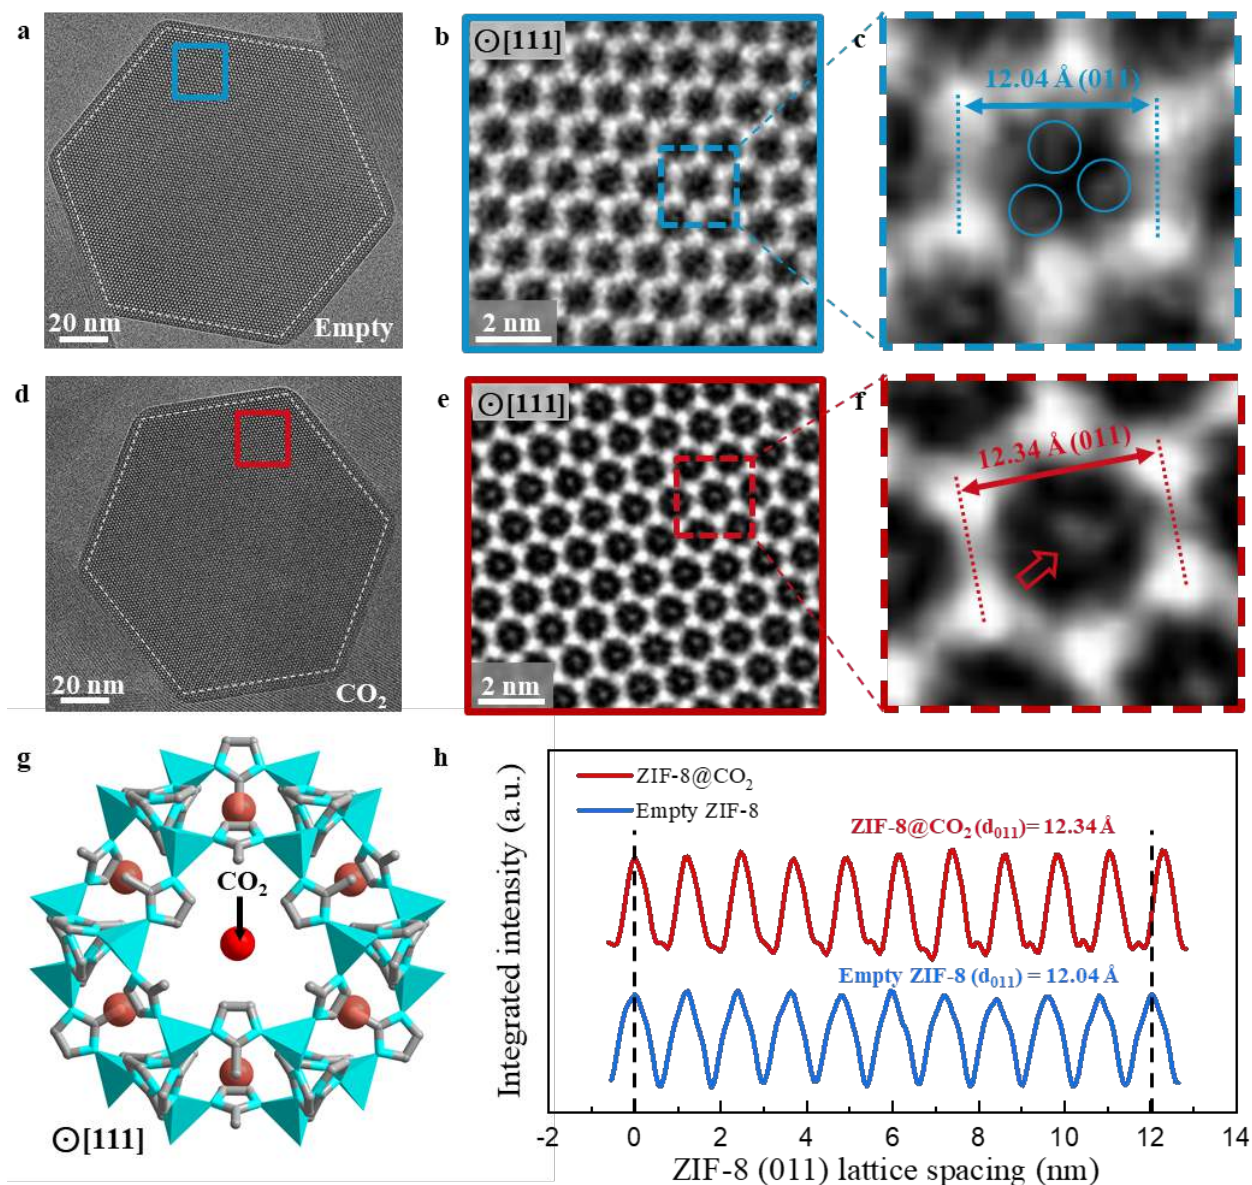 a
20 nm
Empty
b
⊙[111]
2 nm
c
12.04 Å (011)
d
20 nm
CO₂
e
⊙[111]
2 nm
f
12.34 Å (011)
g
CO₂
⊙[111]
h
Integrated intensity (a.u.)
ZIF-8@CO₂
Empty ZIF-8
ZIF-8@CO₂ (d₀₁₁)= 12.34 Å
Empty ZIF-8 (d₀₁₁) = 12.04 Å
-2 0 2 4 6 8 10 12 14
ZIF-8 (011) lattice spacing (nm)